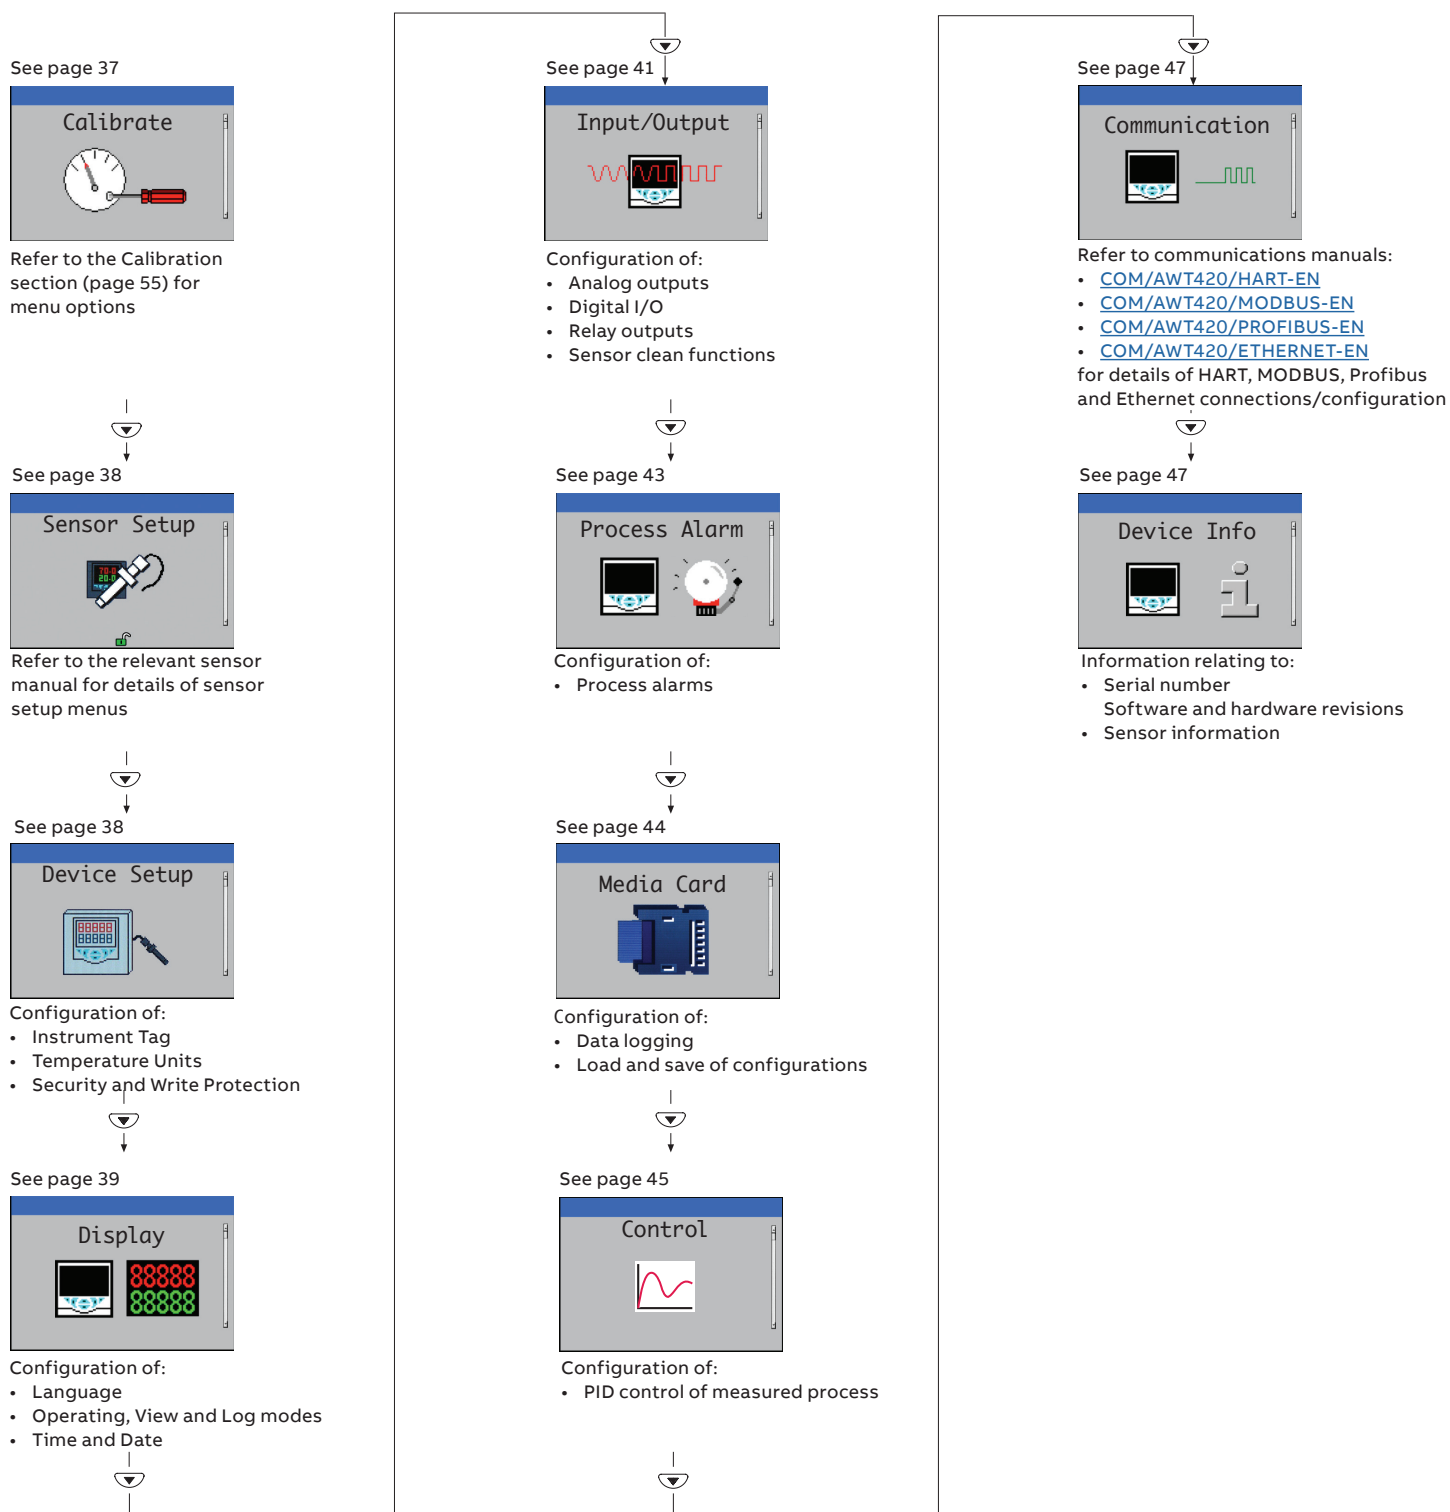 See page 37
Calibrate
Refer to the Calibration
section (page 55) for
menu options
See page 38
Sensor Setup
70.0
20.0
Refer to the relevant sensor
manual for details of sensor
setup menus
See page 38
Device Setup
88888
88888
Configuration of:
• Instrument Tag
• Temperature Units
• Security and Write Protection
See page 39
Display
88888
88888
Configuration of:
• Language
• Operating, View and Log modes
• Time and Date
See page 41
Input/Output
Configuration of:
• Analog outputs
• Digital I/O
• Relay outputs
• Sensor clean functions
See page 43
Process Alarm
Configuration of:
• Process alarms
See page 44
Media Card
Configuration of:
• Data logging
• Load and save of configurations
See page 45
Control
Configuration of:
• PID control of measured process
See page 47
Communication
Refer to communications manuals:
• COM/AWT420/HART-EN
• COM/AWT420/MODBUS-EN
• COM/AWT420/PROFIBUS-EN
• COM/AWT420/ETHERNET-EN
for details of HART, MODBUS, Profibus
and Ethernet connections/configuration
See page 47
Device Info
i
Information relating to:
• Serial number
Software and hardware revisions
• Sensor information